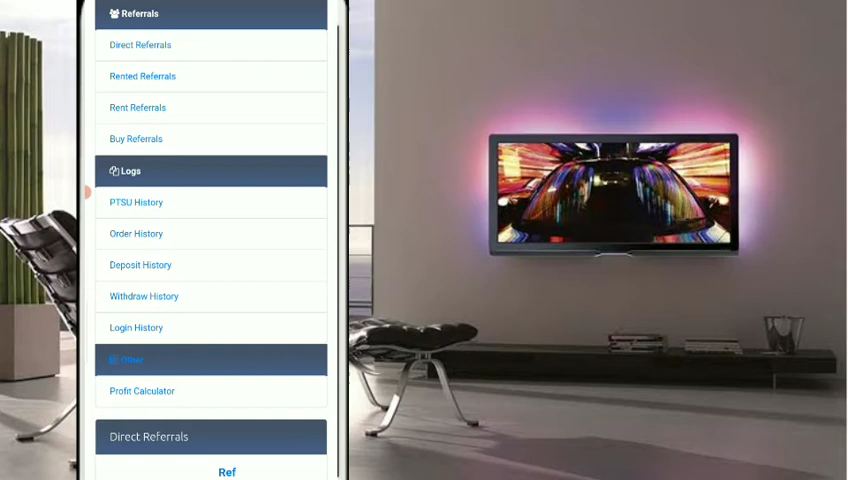 Referrals
Direct Referrals
Rented Referrals
Rent Referrals
Buy Referrals
Logs
PTSU History
Order History
Deposit History
Withdraw History
Login History
Other
Profit Calculator
Direct Referrals
Ref